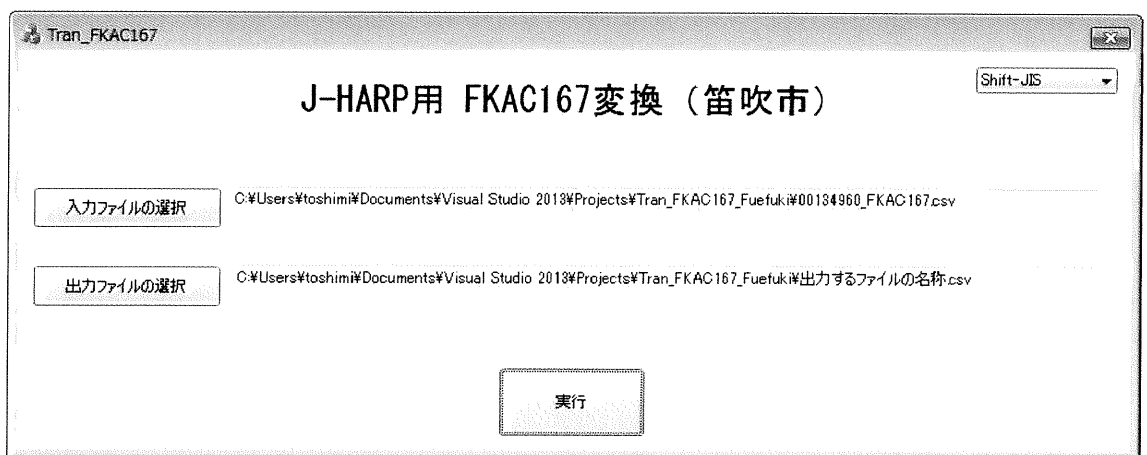 Tran_FKAC167
Shift-JIS
J-HARP用 FKAC167変換（笛吹市）
入力ファイルの選択
C:¥Users¥toshimi¥Documents¥Visual Studio 2013¥Projects¥Tran_FKAC167_Fuefuki¥00134960_FKAC167.csv
出力ファイルの選択
C:¥Users¥toshimi¥Documents¥Visual Studio 2013¥Projects¥Tran_FKAC167_Fuefuki¥出力するファイルの名称.csv
実行